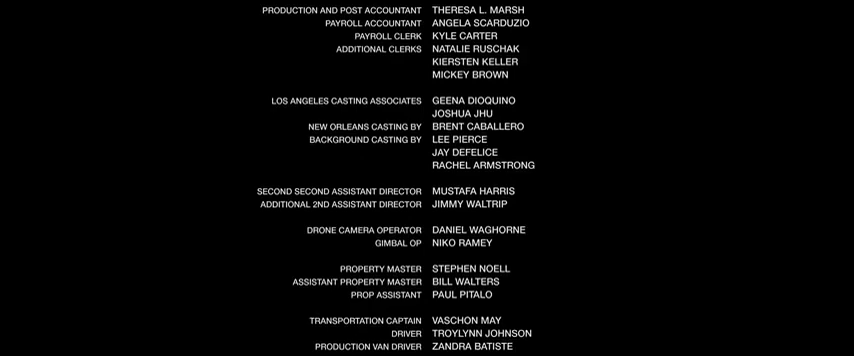 PRODUCTION AND POST ACCOUNTANT THERESA L. MARSH
PAYROLL ACCOUNTANT ANGELA SCARDUZIO
PAYROLL CLERK KYLE CARTER
ADDITIONAL CLERKS NATALIE RUSCHAK
KIERSTEN KELLER
MICKEY BROWN
LOS ANGELES CASTING ASSOCIATES GEENA DIOQUINO
JOSHUA JHU
NEW ORLEANS CASTING BY BRENT CABALLERO
BACKGROUND CASTING BY LEE PIERCE
JAY DEFELICE
RACHEL ARMSTRONG
SECOND SECOND ASSISTANT DIRECTOR MUSTAFA HARRIS
ADDITIONAL 2ND ASSISTANT DIRECTOR JIMMY WALTRIP
DRONE CAMERA OPERATOR DANIEL WAGHORNE
GIMBAL OP NIKO RAMEY
PROPERTY MASTER STEPHEN NOELL
ASSISTANT PROPERTY MASTER BILL WALTERS
PROP ASSISTANT PAUL PITALO
TRANSPORTATION CAPTAIN VASCHON MAY
DRIVER TROYLYNN JOHNSON
PRODUCTION VAN DRIVER ZANDRA BATISTE